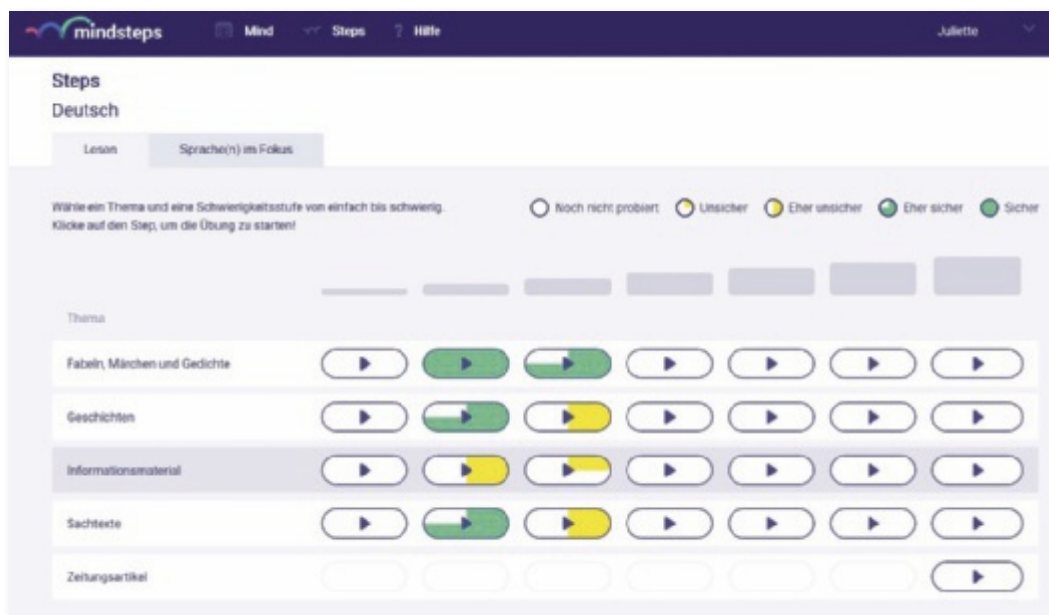 mindsteps Mind Steps ? Hilfe Juliette
Steps
Deutsch
Lesen Sprache(n) im Fokus
Wähle ein Thema und eine Schwierigkeitsstufe von einfach bis schwierig.
Klicke auf den Step, um die Übung zu starten!
Noch nicht probiert Unsicher Eher unsicher Eher sicher Sicher
Thema
Fabeln, Märchen und Gedichte
Geschichten
Informationsmaterial
Sachtexte
Zeitungsartikel